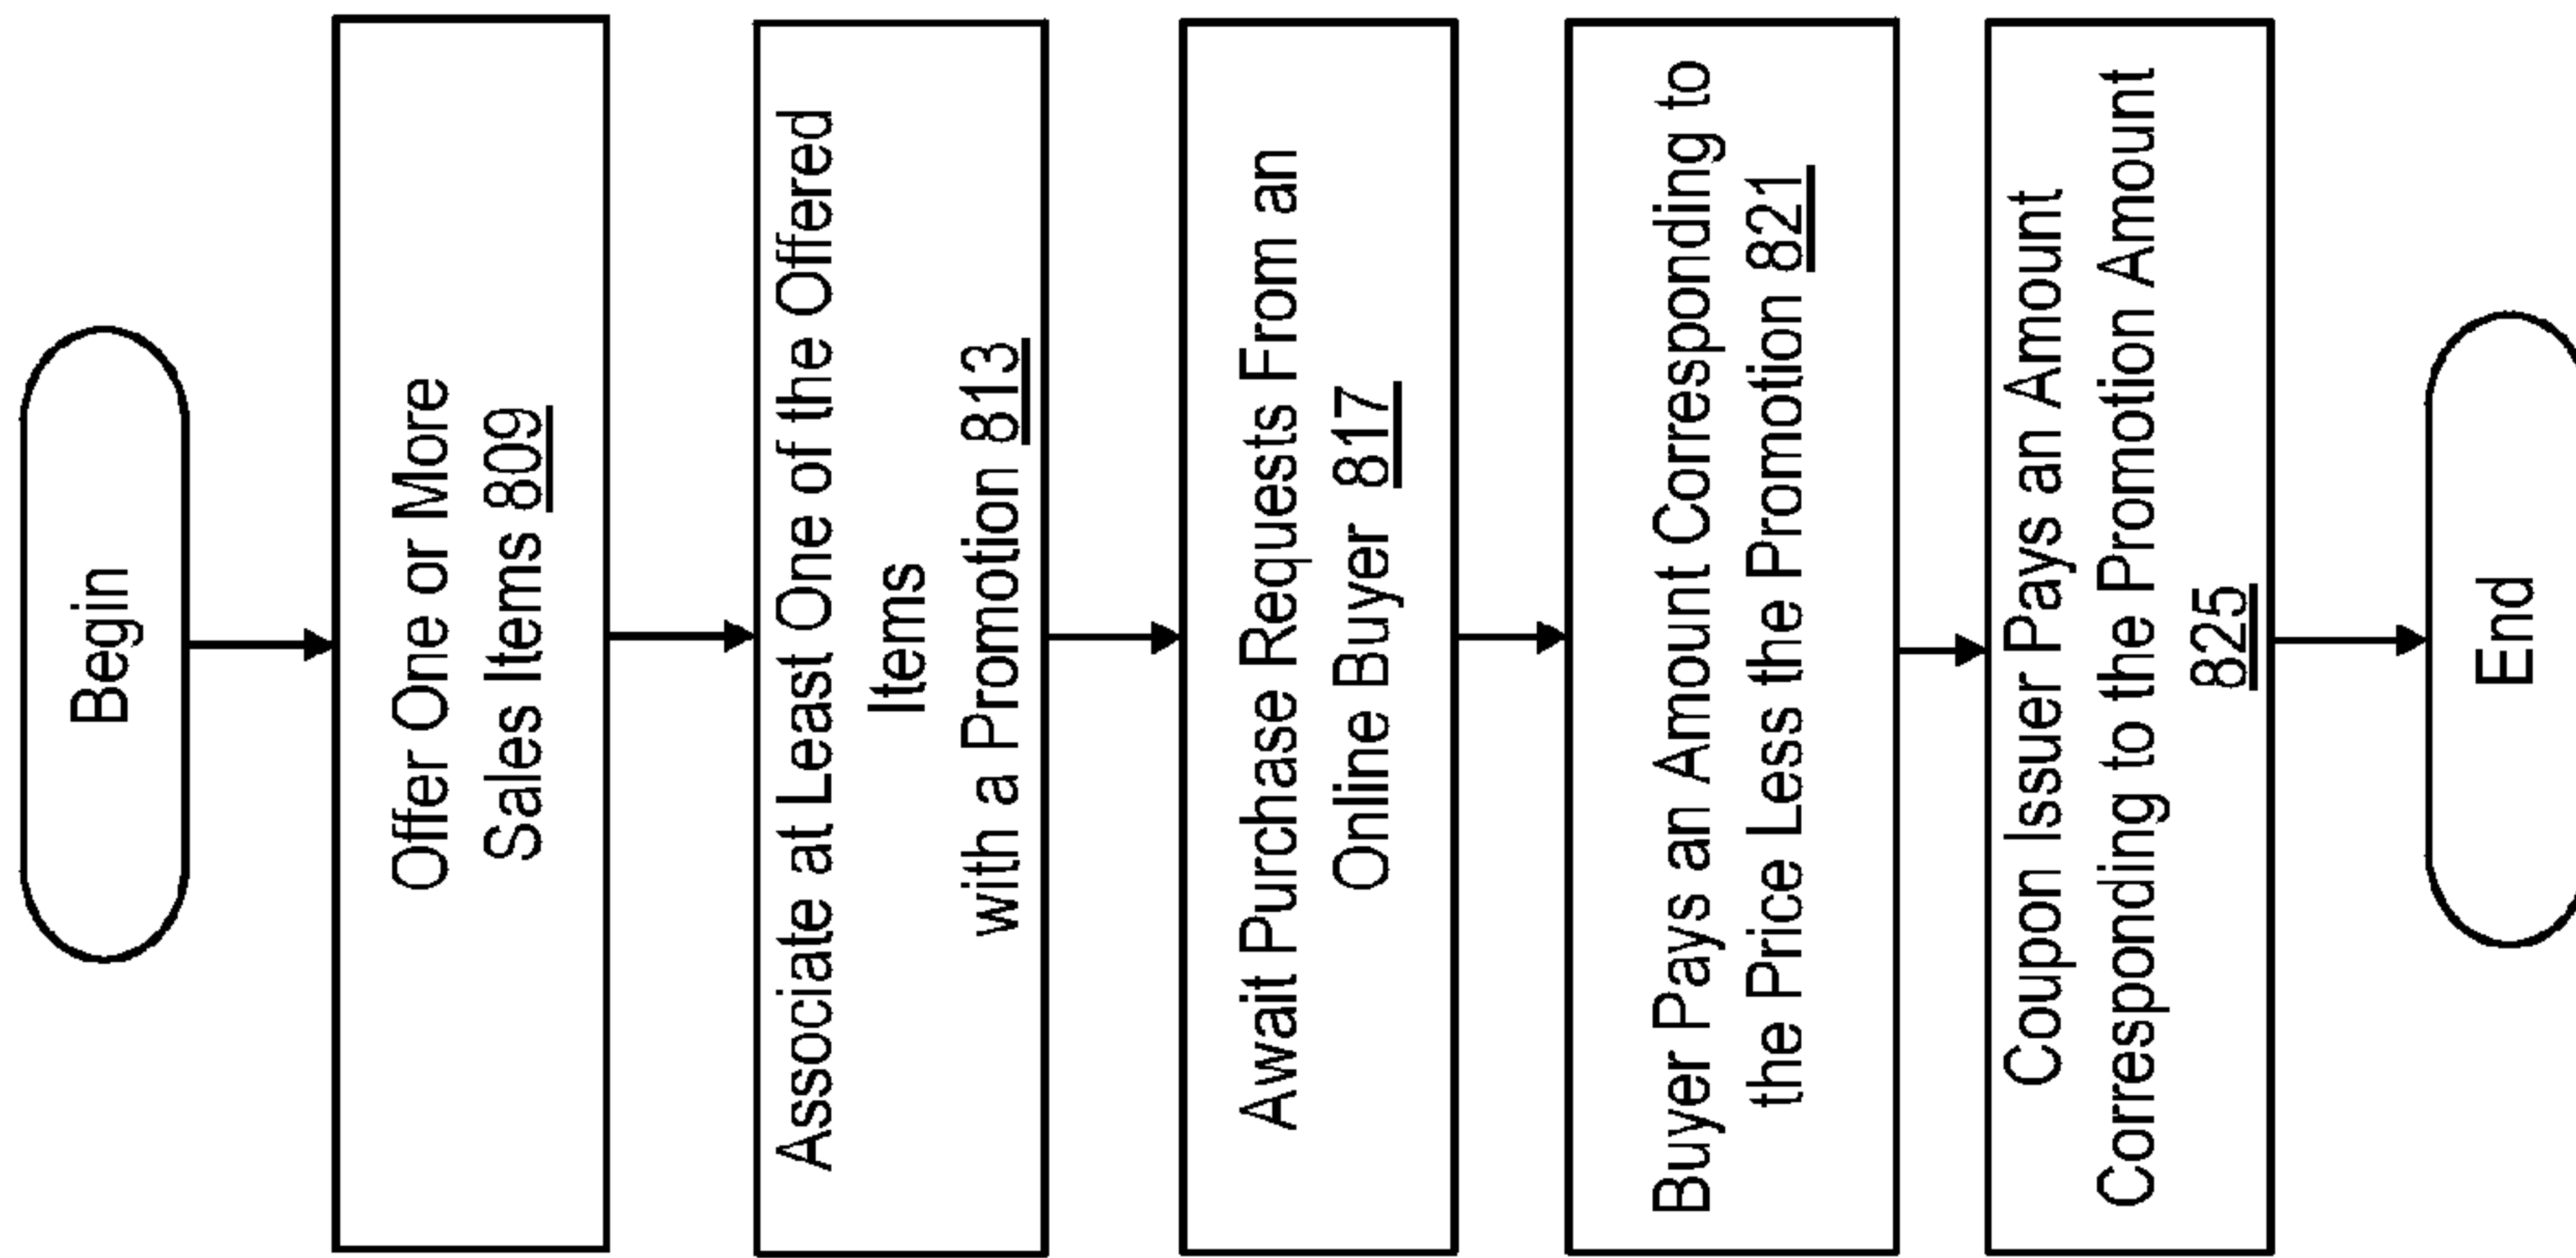 Begin
Offer One or More
Sales Items 809
Associate at Least One of the Offered
Items
with a Promotion 813
Await Purchase Requests From an
Online Buyer 817
Buyer Pays an Amount Corresponding to
the Price Less the Promotion 821
Coupon Issuer Pays an Amount
Corresponding to the Promotion Amount
825
End